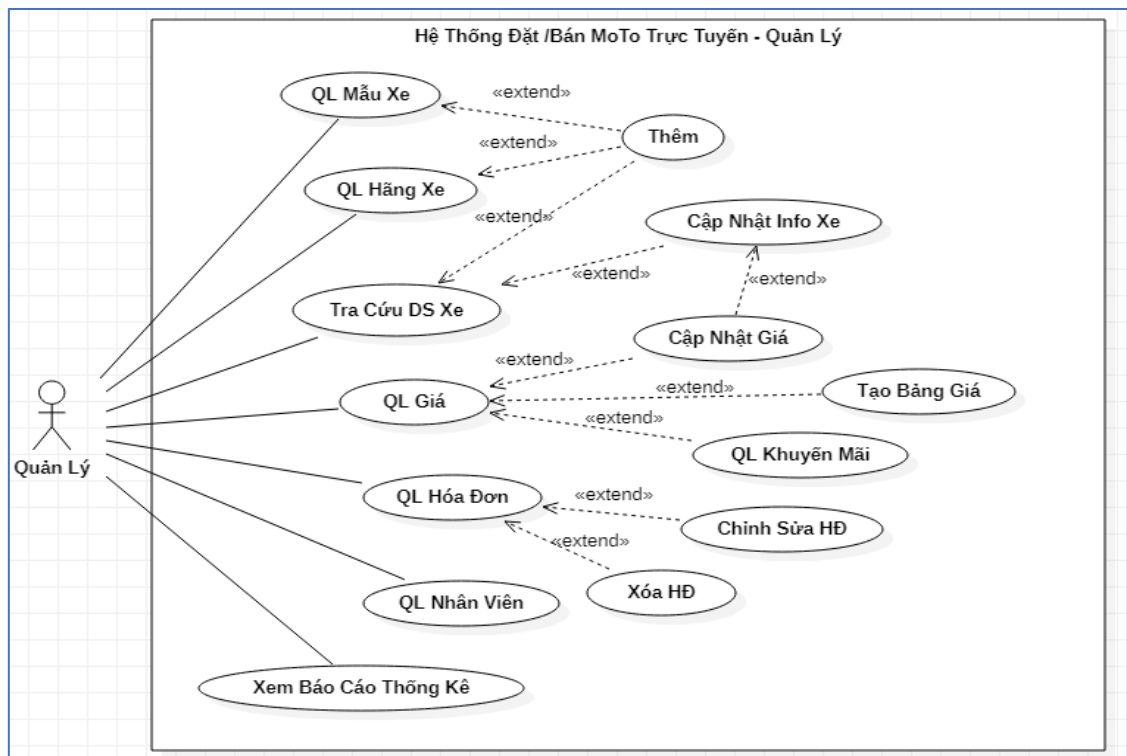 Hệ Thống Đặt /Bán MoTo Trực Tuyến - Quản Lý
QL Mẫu Xe
«extend»
Thêm
«extend»
QL Hãng Xe
«extend»
Cập Nhật Info Xe
«extend»
«extend»
Tra Cứu DS Xe
Cập Nhật Giá
«extend»
«extend»
Tạo Bảng Giá
QL Giá
«extend»
QL Khuyến Mãi
Quản Lý
QL Hóa Đơn
«extend»
Chỉnh Sửa HĐ
«extend»
Xóa HĐ
QL Nhân Viên
Xem Báo Cáo Thống Kê